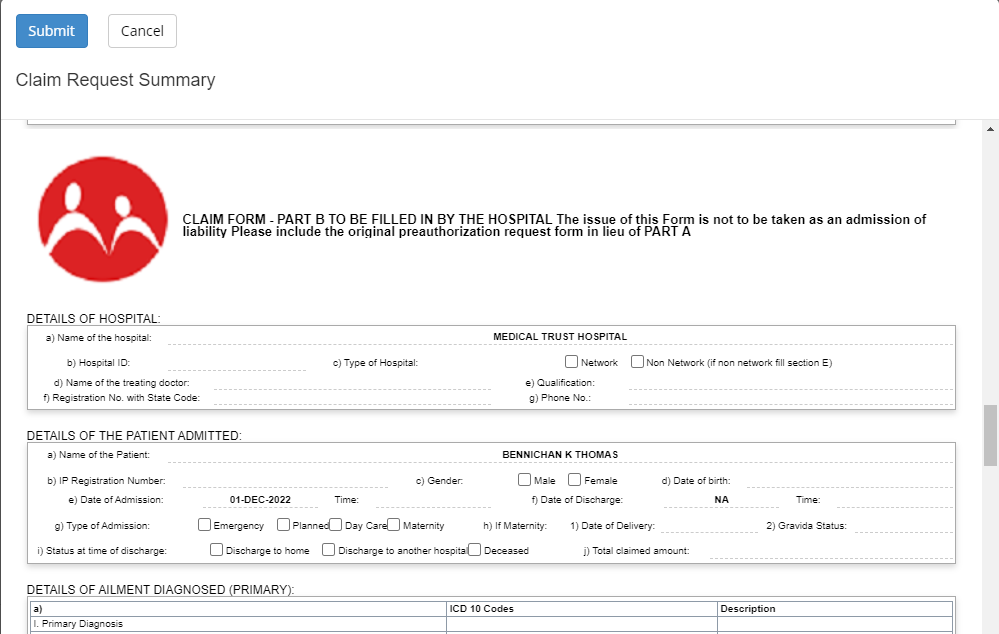 Submit Cancel
Claim Request Summary
CLAIM FORM - PART B TO BE FILLED IN BY THE HOSPITAL The issue of this Form is not to be taken as an admission of
liability Please include the original preauthorization request form in lieu of PART A
DETAILS OF HOSPITAL:
a) Name of the hospital: MEDICAL TRUST HOSPITAL
b) Hospital ID: c) Type of Hospital: Network Non Network (if non network fill section E)
d) Name of the treating doctor: e) Qualification:
f) Registration No. with State Code: g) Phone No.:
DETAILS OF THE PATIENT ADMITTED:
a) Name of the Patient: BENNICHAN K THOMAS
b) IP Registration Number: c) Gender: Male Female d) Date of birth:
e) Date of Admission: 01-DEC-2022 Time: f) Date of Discharge: NA Time:
g) Type of Admission: Emergency Planned Day Care Maternity h) If Maternity: 1) Date of Delivery: 2) Gravida Status:
i) Status at time of discharge: Discharge to home Discharge to another hospital Deceased j) Total claimed amount:
DETAILS OF AILMENT DIAGNOSED (PRIMARY):
a) ICD 10 Codes Description
I. Primary Diagnosis